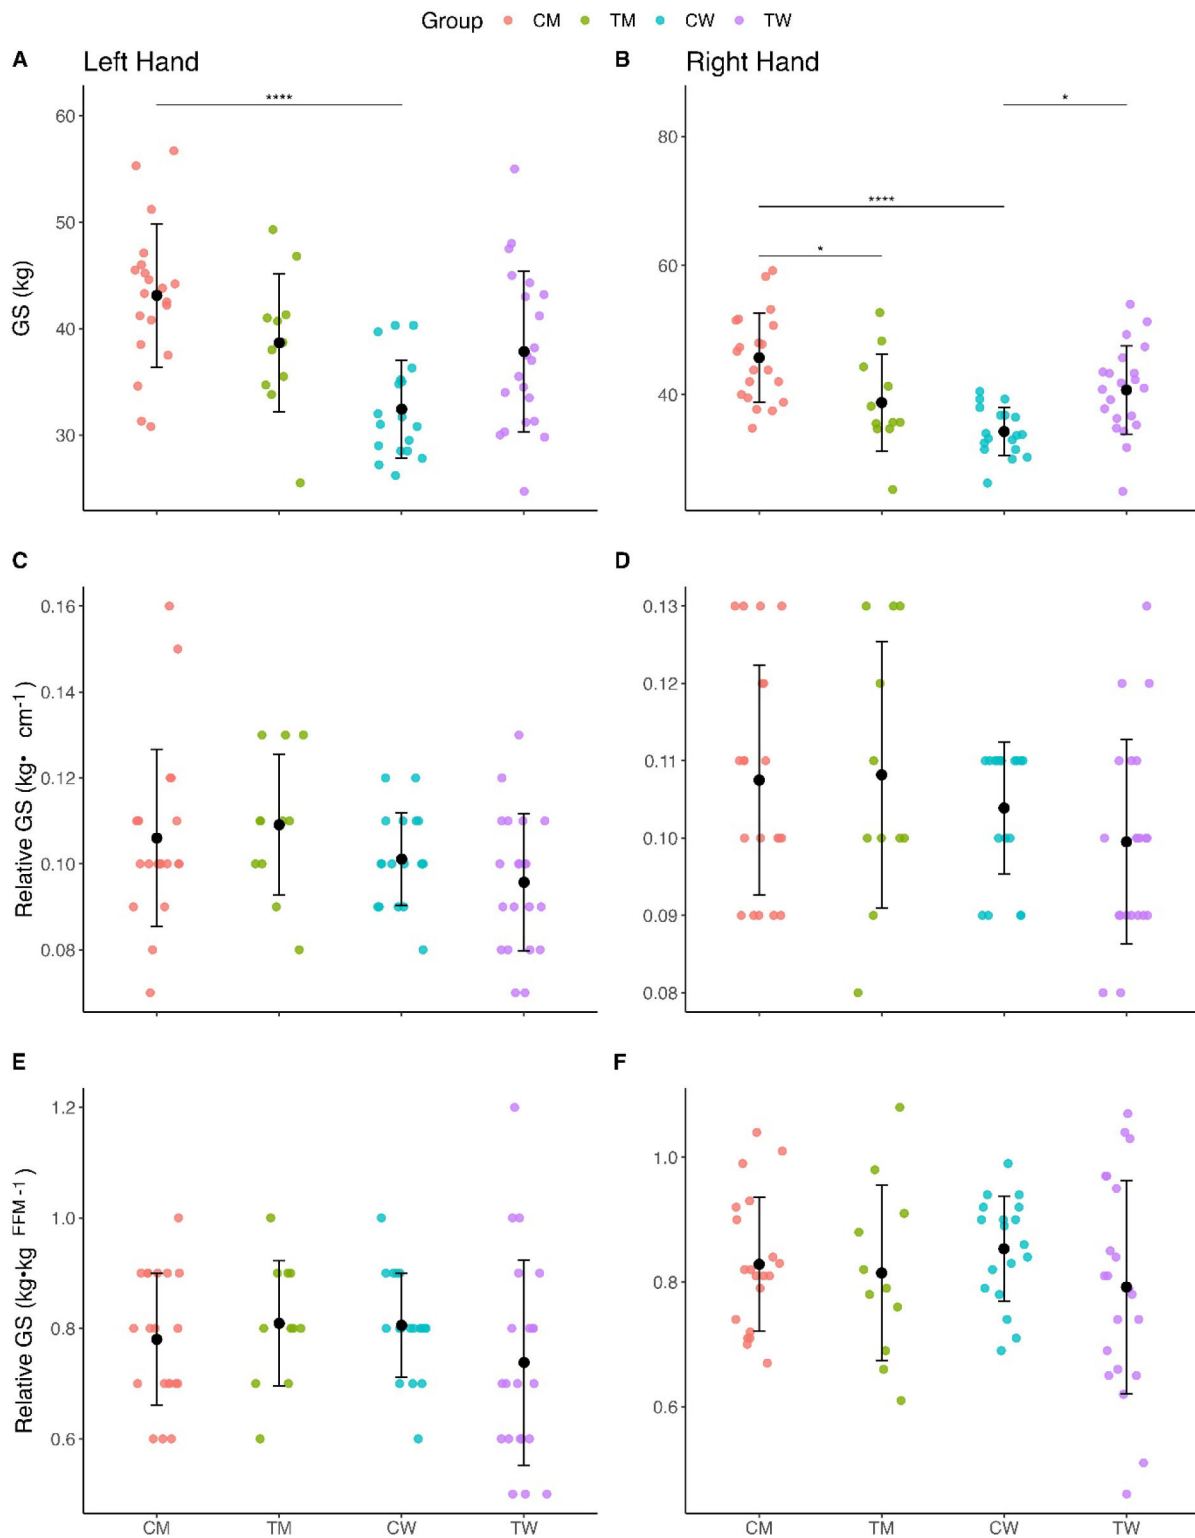 Group CM TM CW TW
A Left Hand
B Right Hand
****
*
****
*
GS (kg)
60
50
40
30
80
60
40
C
D
Relative GS (kg• cm-1)
0.16
0.14
0.12
0.10
0.08
0.13
0.12
0.11
0.10
0.09
0.08
E
F
Relative GS (kg•kg FFM-1)
1.2
1.0
0.8
0.6
1.0
0.8
0.6
CM TM CW TW
CM TM CW TW